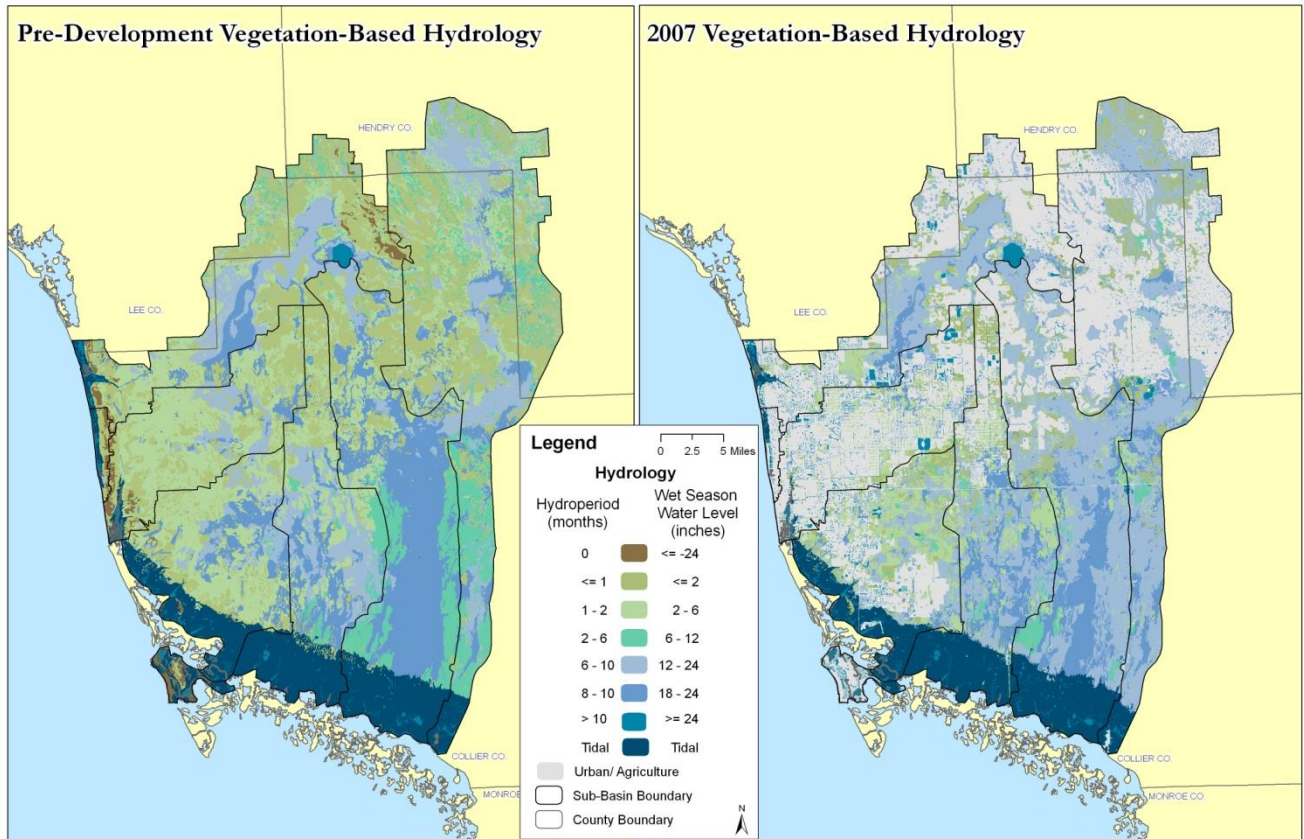 Pre-Development Vegetation-Based Hydrology
2007 Vegetation-Based Hydrology
HENDRY CO.
LEE CO.
COLLIER CO.
MONROE
HENDRY CO.
LEE CO.
COLLIER CO.
MONROE CO.
Legend
0 2.5 5 Miles
Hydrology
Hydroperiod (months)
Wet Season Water Level (inches)
0 <= -24
<= 1 <= 2
1 - 2 2 - 6
2 - 6 6 - 12
6 - 10 12 - 24
8 - 10 18 - 24
> 10 >= 24
Tidal Tidal
Urban/ Agriculture
Sub-Basin Boundary
County Boundary
N